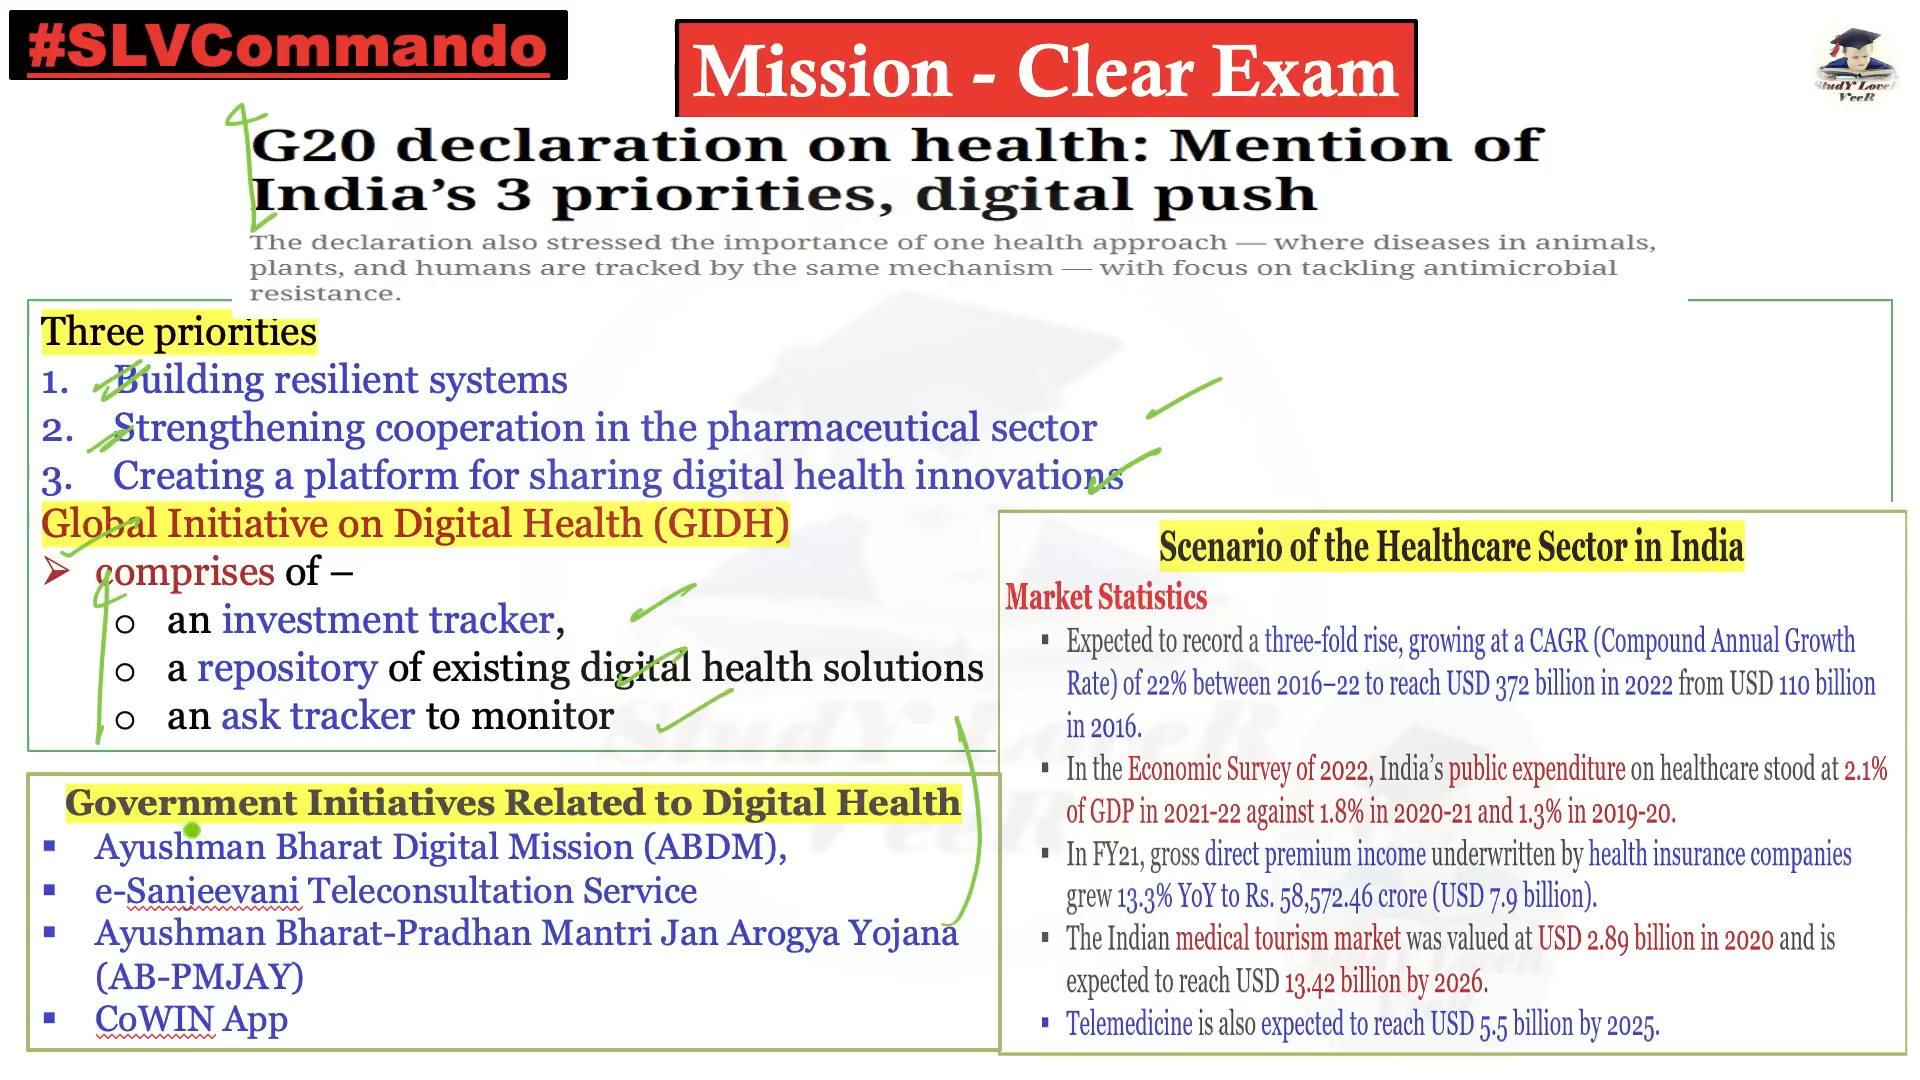 #SLVCommando
Mission - Clear Exam
StudY LoveR
VeeR
G20 declaration on health: Mention of
India's 3 priorities, digital push
The declaration also stressed the importance of one health approach — where diseases in animals,
plants, and humans are tracked by the same mechanism — with focus on tackling antimicrobial
resistance.
Three priorities
1. Building resilient systems
2. Strengthening cooperation in the pharmaceutical sector
3. Creating a platform for sharing digital health innovations
Global Initiative on Digital Health (GIDH)
➢ comprises of –
o an investment tracker,
o a repository of existing digital health solutions
o an ask tracker to monitor
Government Initiatives Related to Digital Health
▪ Ayushman Bharat Digital Mission (ABDM),
▪ e-Sanjeevani Teleconsultation Service
▪ Ayushman Bharat-Pradhan Mantri Jan Arogya Yojana
(AB-PMJAY)
▪ CoWIN App
Scenario of the Healthcare Sector in India
Market Statistics
▪ Expected to record a three-fold rise, growing at a CAGR (Compound Annual Growth
Rate) of 22% between 2016–22 to reach USD 372 billion in 2022 from USD 110 billion
in 2016.
▪ In the Economic Survey of 2022, India's public expenditure on healthcare stood at 2.1%
of GDP in 2021-22 against 1.8% in 2020-21 and 1.3% in 2019-20.
▪ In FY21, gross direct premium income underwritten by health insurance companies
grew 13.3% YoY to Rs. 58,572.46 crore (USD 7.9 billion).
▪ The Indian medical tourism market was valued at USD 2.89 billion in 2020 and is
expected to reach USD 13.42 billion by 2026.
▪ Telemedicine is also expected to reach USD 5.5 billion by 2025.
StudY LoveR
VeeR